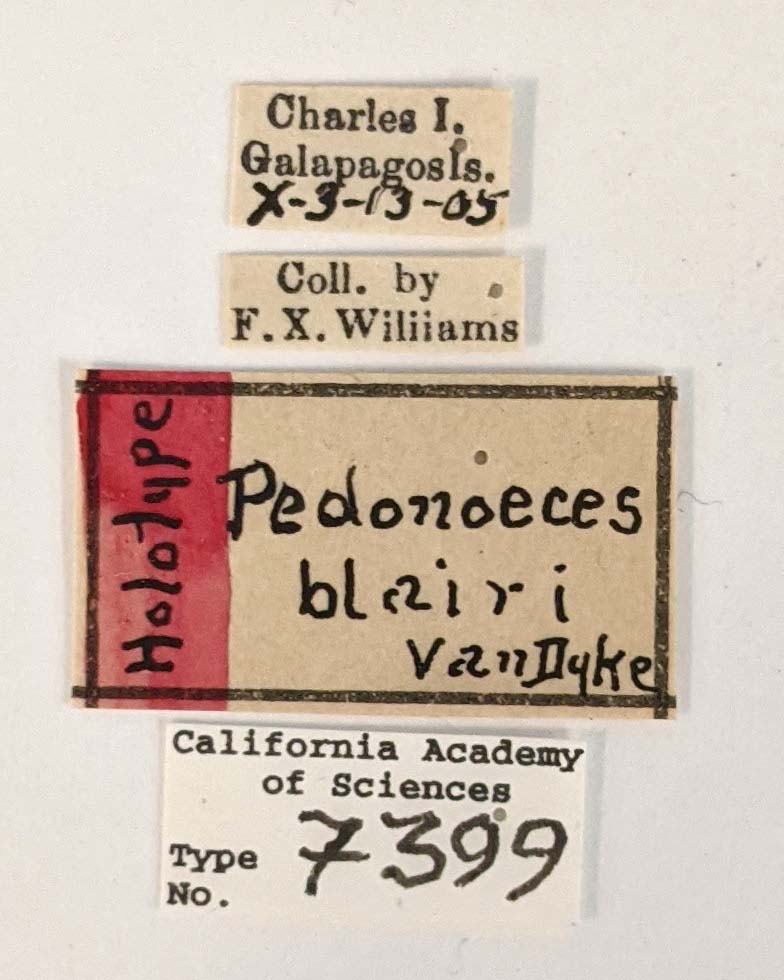 Charles I.
Galapagos Is.
X-3-13-05
Coll. by
F. X. Wiliiams
Holotype
Pedonoeces
blairi
VanDyke
California Academy
of Sciences
Type
No. 7399